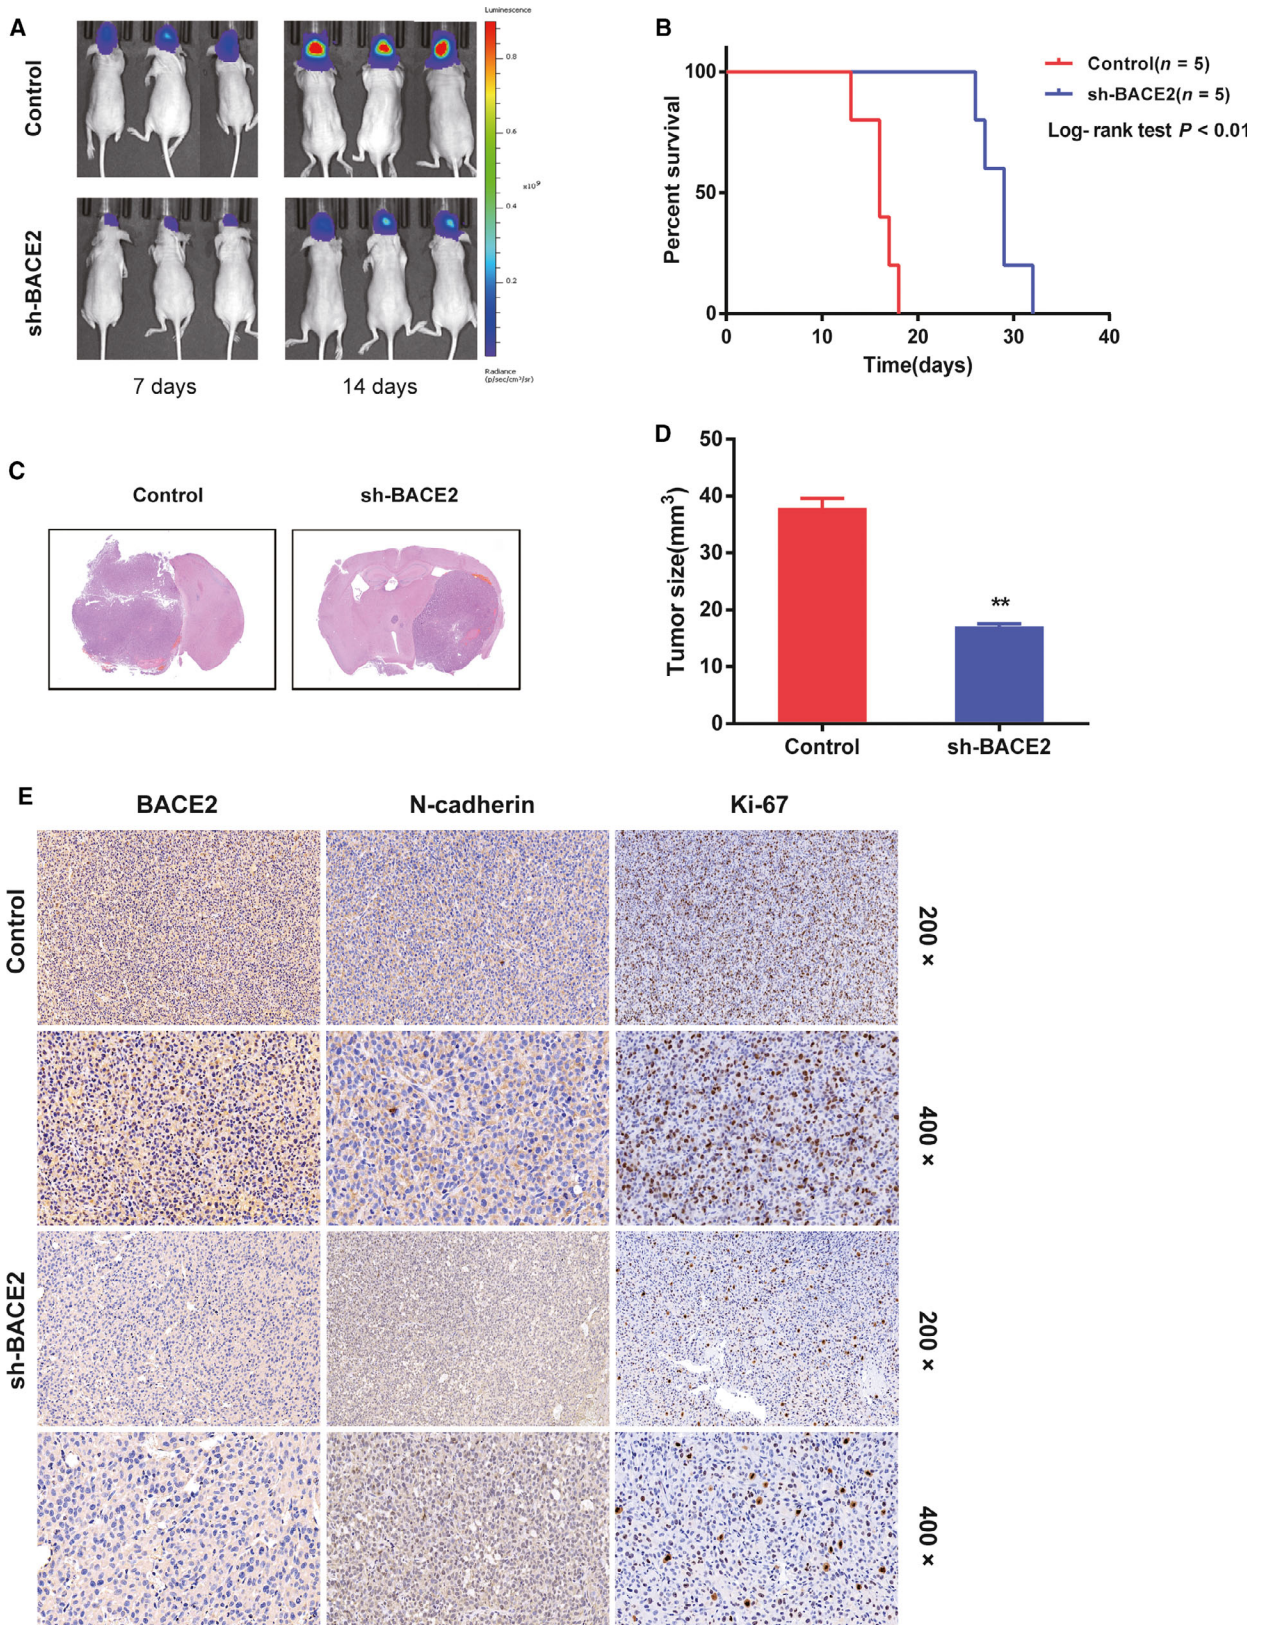 A
Control
sh-BACE2
7 days
14 days
Luminescence
0.8
0.6
×10⁹
0.4
0.2
Radiance
(p/sec/cm²/sr)
B
Percent survival
100
50
0
0 10 20 30 40
Time(days)
Control(n = 5)
sh-BACE2(n = 5)
Log- rank test P < 0.01
C
Control
sh-BACE2
D
Tumor size(mm³)
50
40
30
20
10
0
**
Control
sh-BACE2
E
BACE2
N-cadherin
Ki-67
Control
200 ×
400 ×
sh-BACE2
200 ×
400 ×